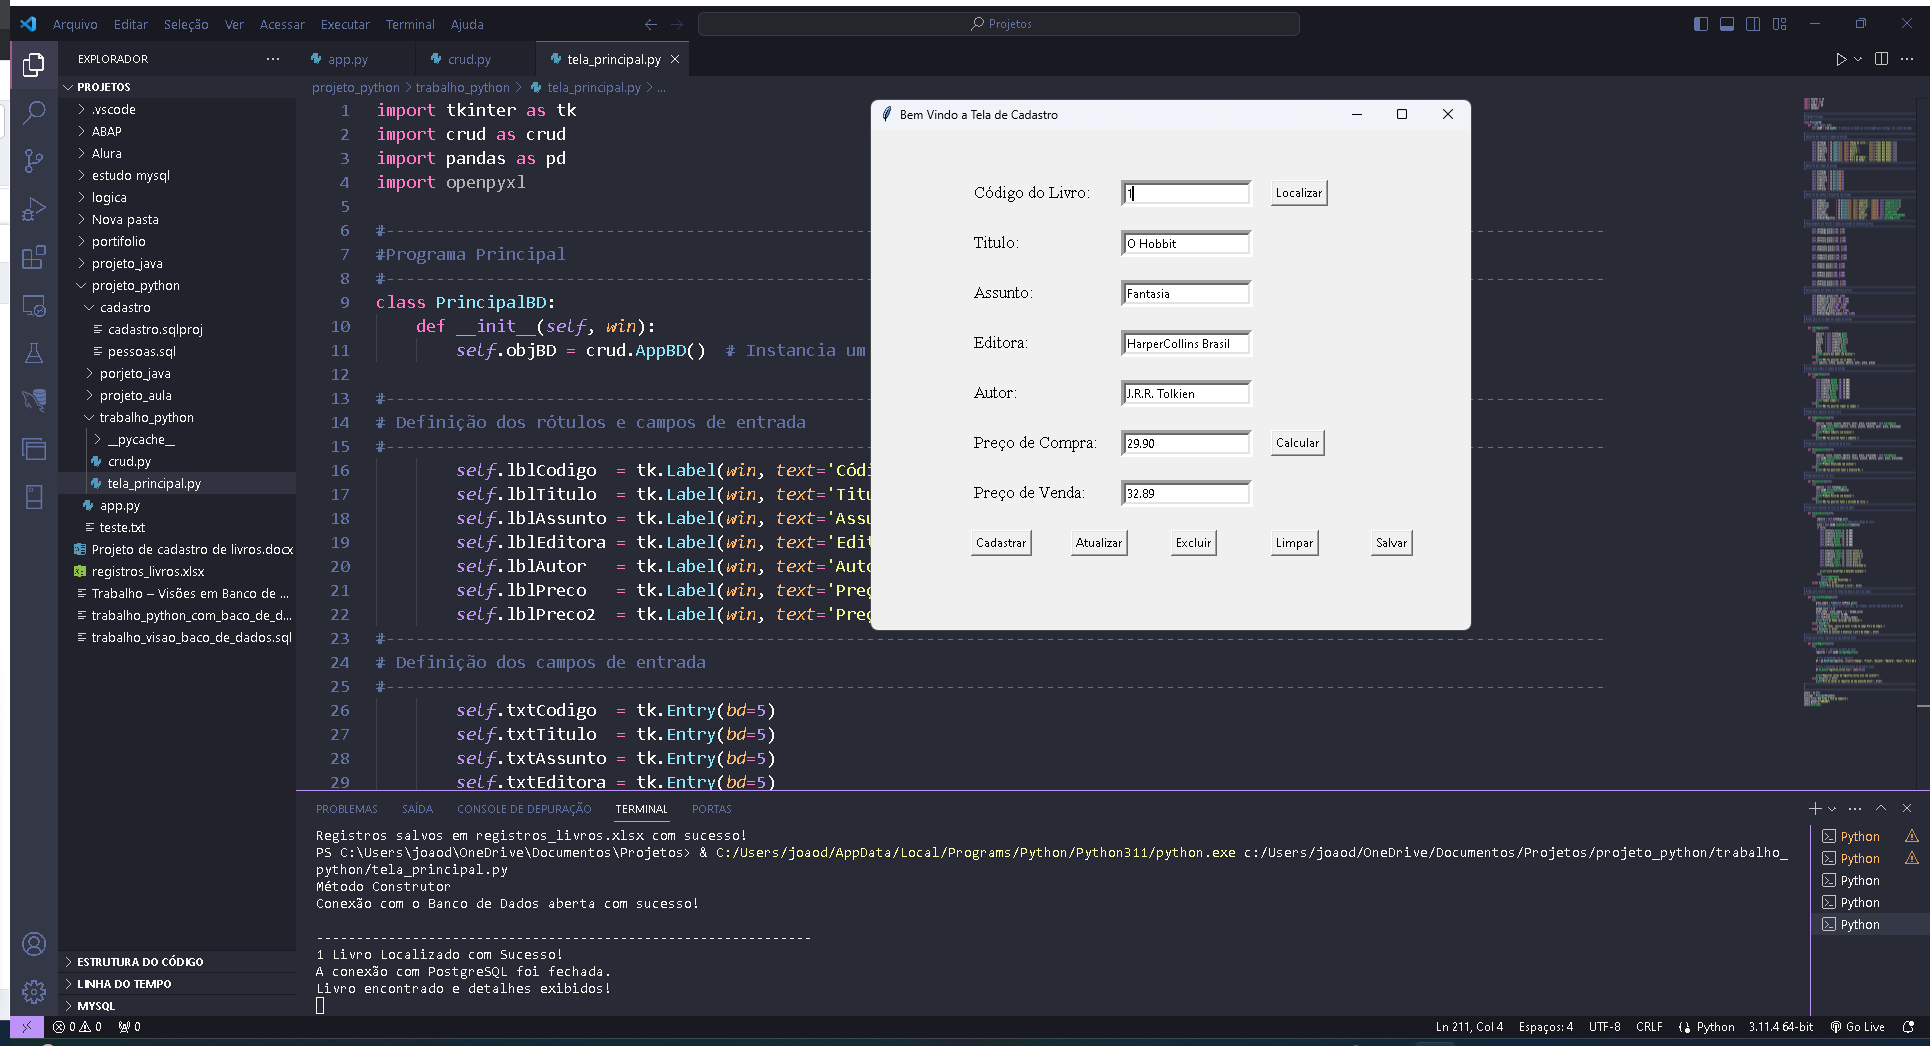 Arquivo Editar Seleção Ver Acessar Executar Terminal Ajuda
Projetos
EXPLORADOR
PROJETOS
.vscode
ABAP
Alura
estudo mysql
logica
Nova pasta
portifolio
projeto_java
projeto_python
cadastro
cadastro.sqlproj
pessoas.sql
porjeto_java
projeto_aula
trabalho_python
__pycache__
crud.py
tela_principal.py
app.py
teste.txt
Projeto de cadastro de livros.docx
registros_livros.xlsx
Trabalho – Visões em Banco de ...
trabalho_python_com_baco_de_d...
trabalho_visao_baco_de_dados.sql
ESTRUTURA DO CÓDIGO
LINHA DO TEMPO
MYSQL
app.py crud.py tela_principal.py
projeto_python > trabalho_python > tela_principal.py > ...
1 import tkinter as tk
2 import crud as crud
3 import pandas as pd
4 import openpyxl
5
6 #-------------------------------------------------------------------------------------------------------------------------
7 #Programa Principal
8 #-------------------------------------------------------------------------------------------------------------------------
9 class PrincipalBD:
10 def __init__(self, win):
11 self.objBD = crud.AppBD() # Instancia um
12
13 #-------------------------------------------------------------------------------------------------------------------------
14 # Definição dos rótulos e campos de entrada
15 #-------------------------------------------------------------------------------------------------------------------------
16 self.lblCodigo = tk.Label(win, text='Códi
17 self.lblTitulo = tk.Label(win, text='Titu
18 self.lblAssunto = tk.Label(win, text='Assu
19 self.lblEditora = tk.Label(win, text='Edit
20 self.lblAutor = tk.Label(win, text='Auto
21 self.lblPreco = tk.Label(win, text='Preç
22 self.lblPreco2 = tk.Label(win, text='Preç
23 #-------------------------------------------------------------------------------------------------------------------------
24 # Definição dos campos de entrada
25 #-------------------------------------------------------------------------------------------------------------------------
26 self.txtCodigo = tk.Entry(bd=5)
27 self.txtTitulo = tk.Entry(bd=5)
28 self.txtAssunto = tk.Entry(bd=5)
29 self.txtEditora = tk.Entry(bd=5)
Bem Vindo a Tela de Cadastro
Código do Livro: 1 Localizar
Titulo: O Hobbit
Assunto: Fantasia
Editora: HarperCollins Brasil
Autor: J.R.R. Tolkien
Preço de Compra: 29.90 Calcular
Preço de Venda: 32.89
Cadastrar Atualizar Excluir Limpar Salvar
PROBLEMAS SAÍDA CONSOLE DE DEPURAÇÃO TERMINAL PORTAS
Registros salvos em registros_livros.xlsx com sucesso!
PS C:\Users\joaod\OneDrive\Documentos\Projetos> & C:/Users/joaod/AppData/Local/Programs/Python/Python311/python.exe c:/Users/joaod/OneDrive/Documentos/Projetos/projeto_python/trabalho_
python/tela_principal.py
Método Construtor
Conexão com o Banco de Dados aberta com sucesso!
--------------------------------------------------------------
1 Livro Localizado com Sucesso!
A conexão com PostgreSQL foi fechada.
Livro encontrado e detalhes exibidos!
Python
Python
Python
Python
Python
0 0 0
Ln 211, Col 4 Espaços: 4 UTF-8 CRLF Python 3.11.4 64-bit Go Live